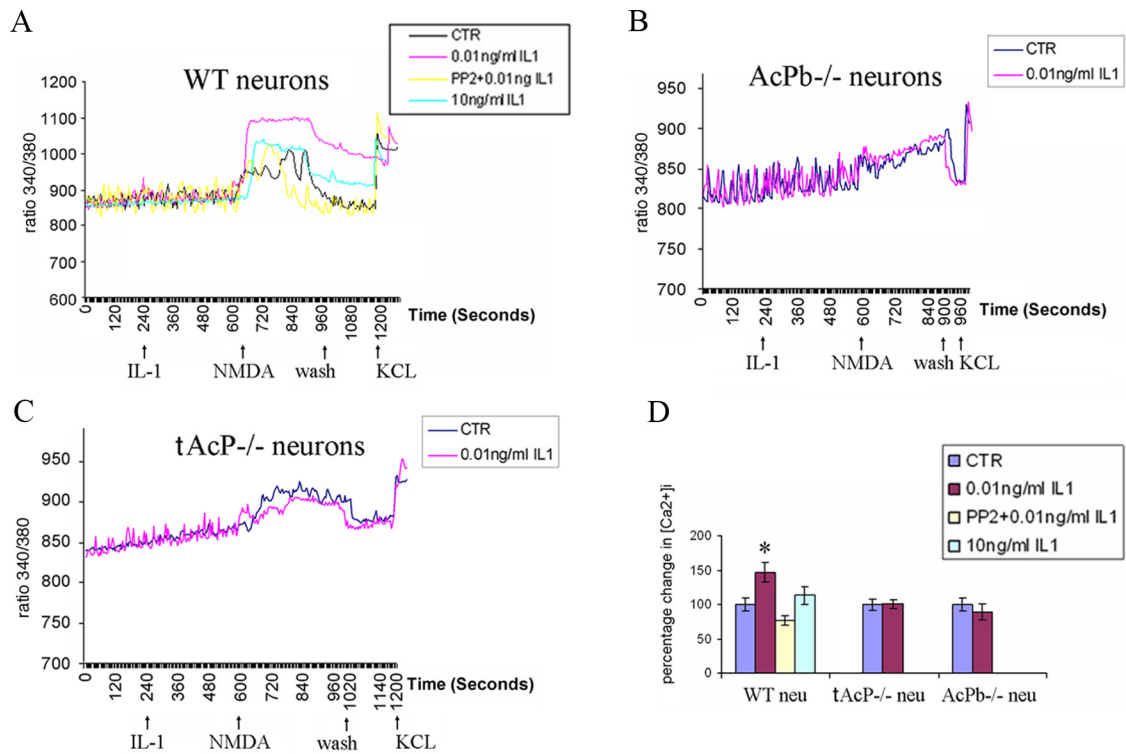 A
WT neurons
CTR
0.01ng/ml IL1
PP2+0.01ng IL1
10ng/ml IL1
ratio 340/380
1200
1100
1000
900
800
700
600
0 120 240 360 480 600 720 840 960 1080 1200
Time (Seconds)
IL-1 NMDA wash KCL
B
AcPb-/- neurons
CTR
0.01ng/ml IL1
ratio 340/380
950
900
850
800
750
700
0 120 240 360 480 600 720 840 900 960
Time (Seconds)
IL-1 NMDA wash KCL
C
tAcP-/- neurons
CTR
0.01ng/ml IL1
ratio 340/380
950
900
850
800
750
700
0 120 240 360 480 600 720 840 960 1020 1140 1200
Time (Seconds)
IL-1 NMDA wash KCL
D
CTR
0.01ng/ml IL1
PP2+0.01ng/ml IL1
10ng/ml IL1
percentage change in [Ca2+]i
200
150
100
50
0
*
WT neu tAcP-/- neu AcPb-/- neu